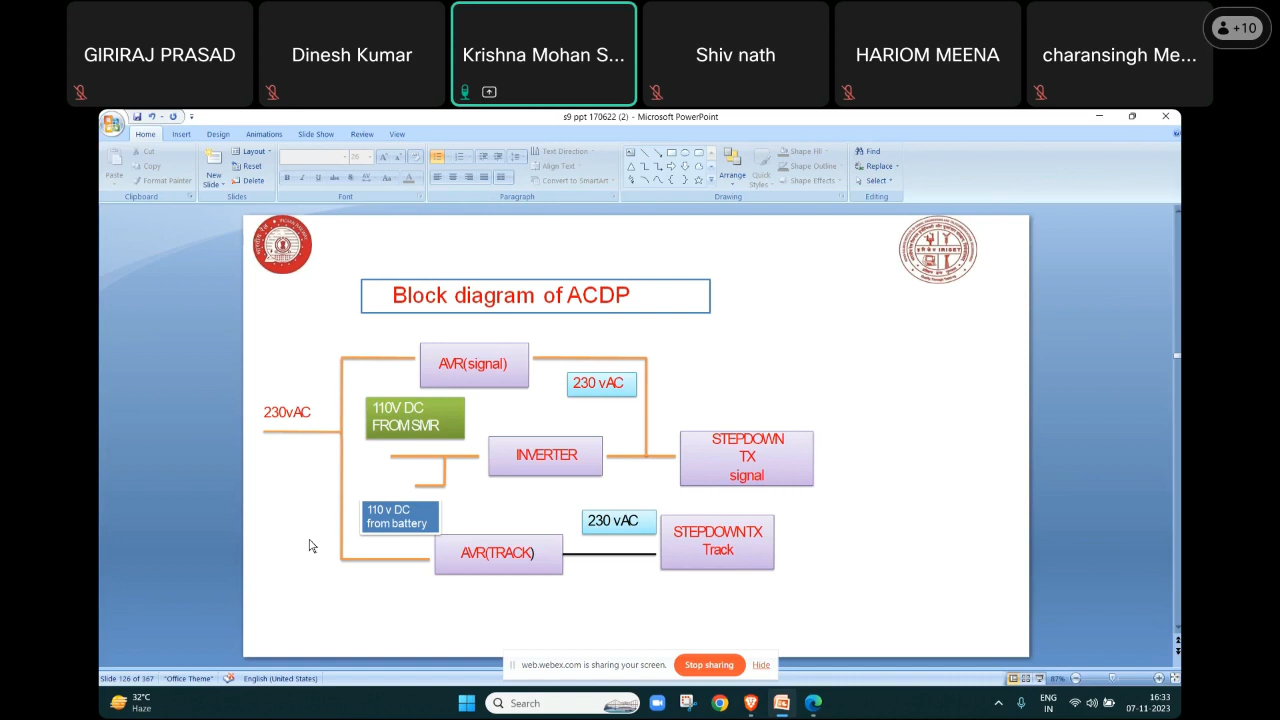 GIRIRAJ PRASAD
Dinesh Kumar
Krishna Mohan S...
Shiv nath
HARIOM MEENA
charansingh Me...
+10
s9 ppt 170622 (2) - Microsoft PowerPoint
Home Insert Design Animations Slide Show Review View
Paste
Cut
Copy
Format Painter
Clipboard
New Slide
Layout
Reset
Delete
Slides
26
Font
Text Direction
Align Text
Convert to SmartArt
Paragraph
Arrange
Quick Styles
Shape Fill
Shape Outline
Shape Effects
Drawing
Find
Replace
Select
Editing
IRISET
Block diagram of ACDP
AVR(signal)
230 vAC
230vAC
110V DC
FROM SMR
INVERTER
STEPDOWN
TX
signal
110 v DC
from battery
230 vAC
AVR(TRACK)
STEPDOWNTX
Track
web.webex.com is sharing your screen.
Stop sharing
Hide
Slide 126 of 367
"Office Theme"
English (United States)
87%
32°C
Haze
Search
ENG
IN
16:33
07-11-2023